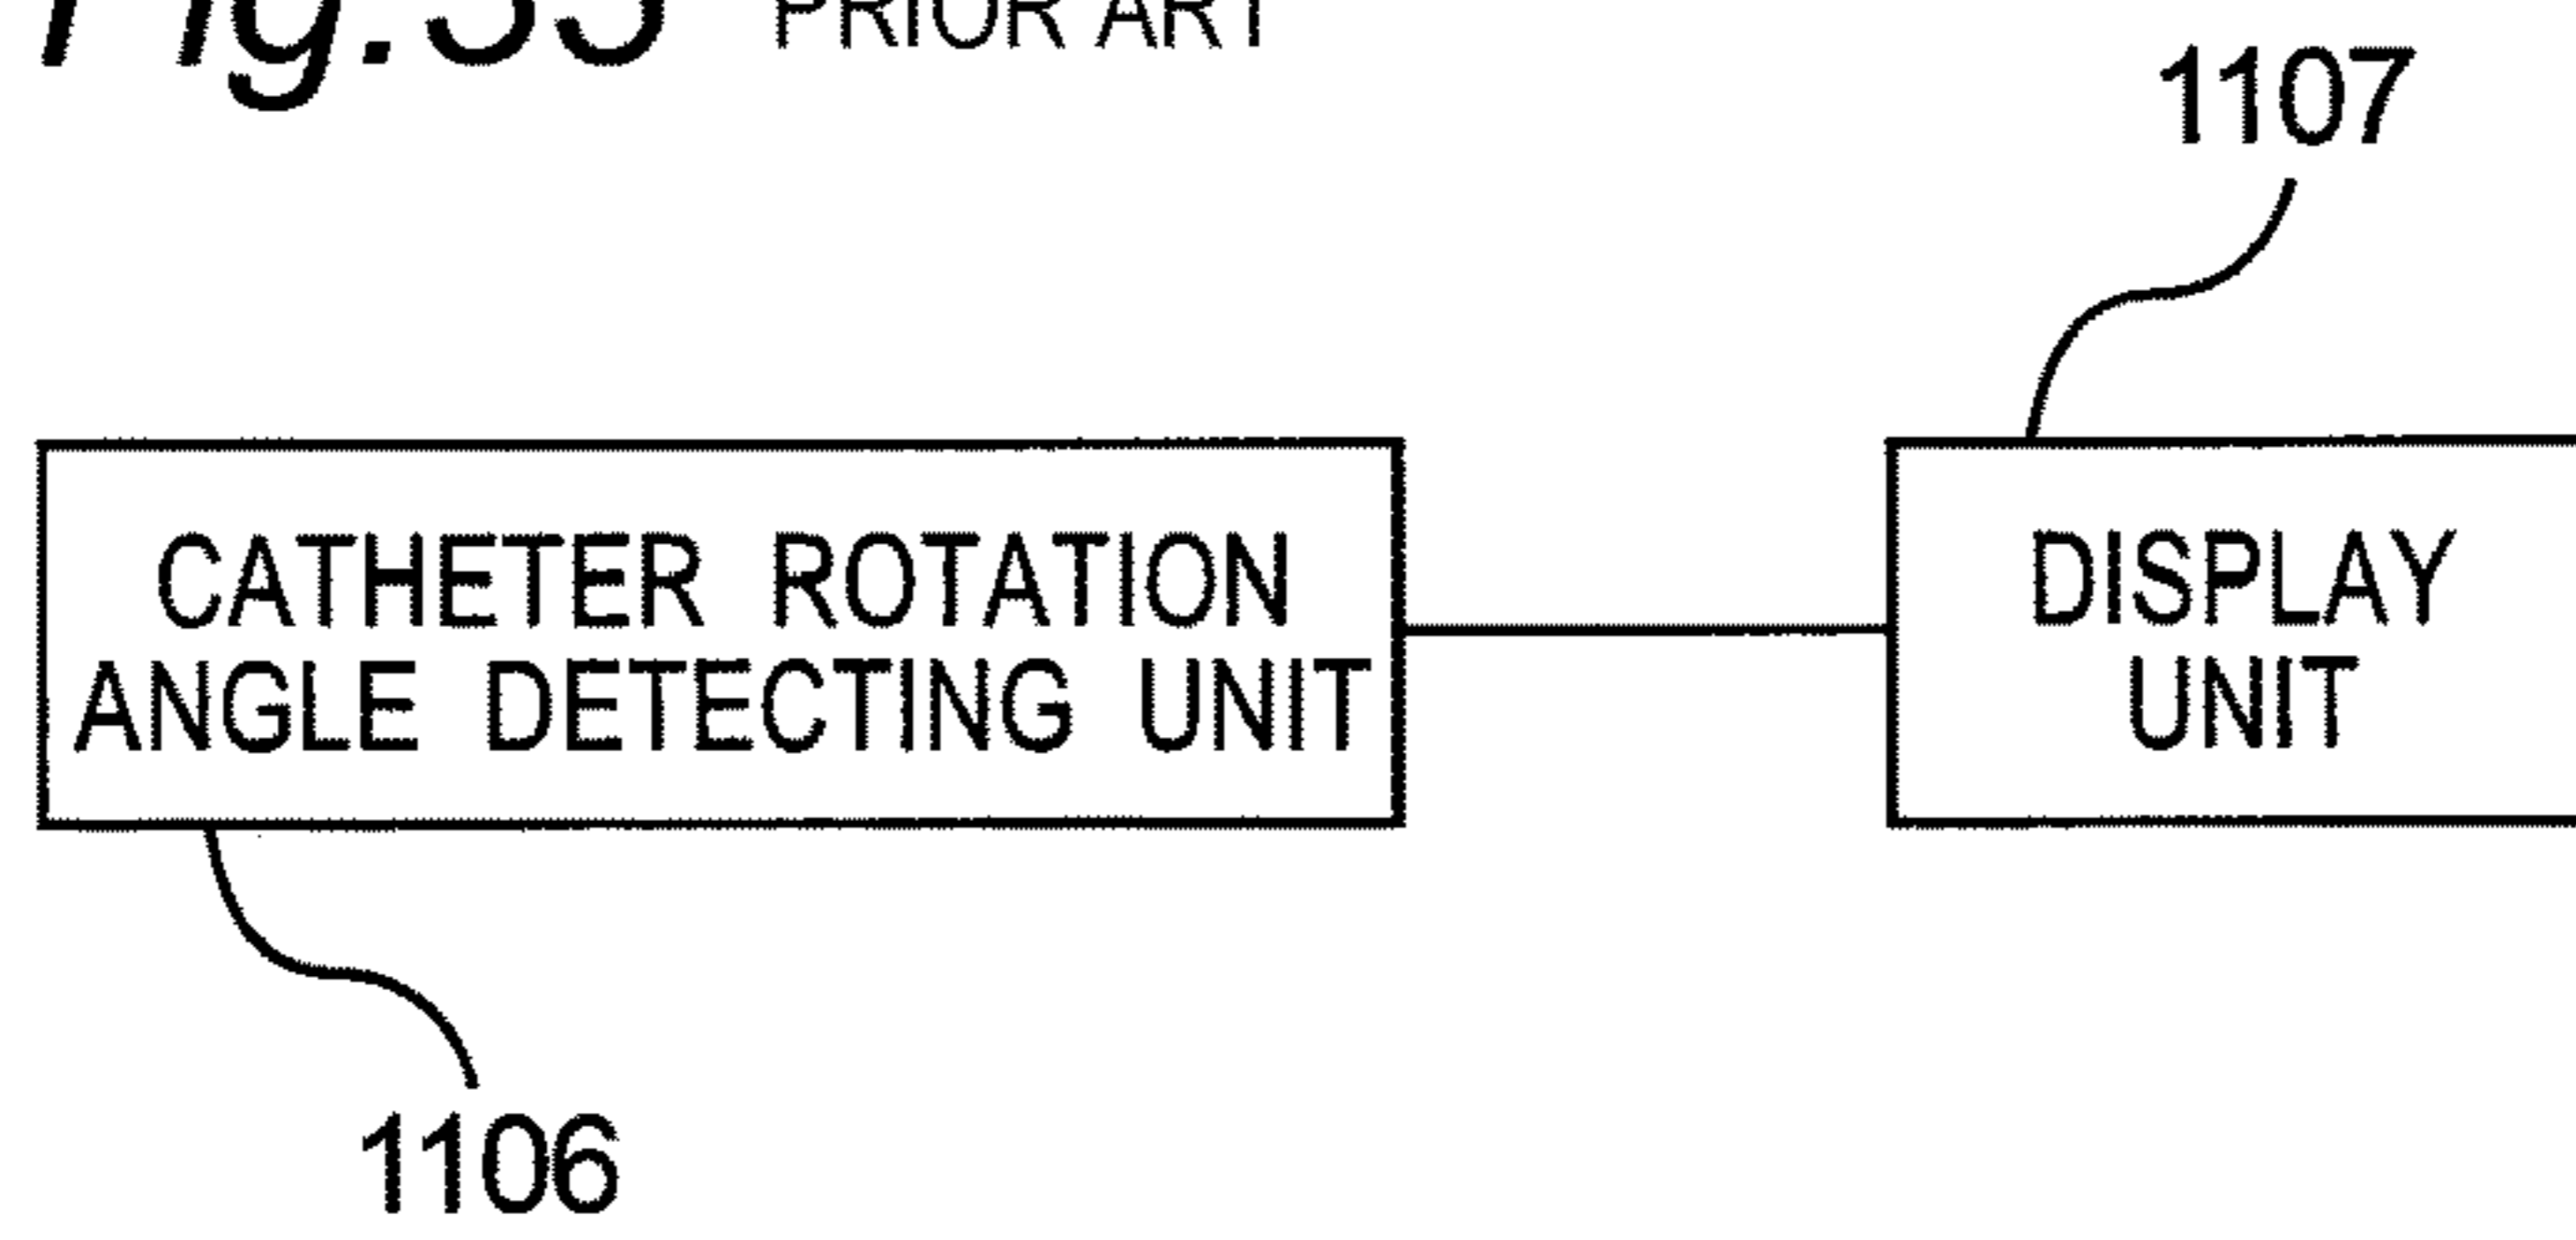 PRIOR ART
1107
CATHETER ROTATION
ANGLE DETECTING UNIT
DISPLAY
UNIT
1106